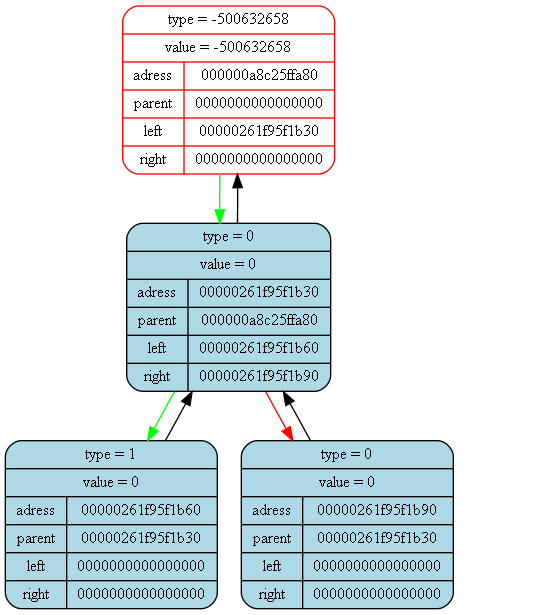 type = -500632658
value = -500632658
adress 000000a8c25ffa80
parent 0000000000000000
left 00000261f95f1b30
right 0000000000000000
type = 0
value = 0
adress 00000261f95f1b30
parent 000000a8c25ffa80
left 00000261f95f1b60
right 00000261f95f1b90
type = 1
value = 0
adress 00000261f95f1b60
parent 00000261f95f1b30
left 0000000000000000
right 0000000000000000
type = 0
value = 0
adress 00000261f95f1b90
parent 00000261f95f1b30
left 0000000000000000
right 0000000000000000